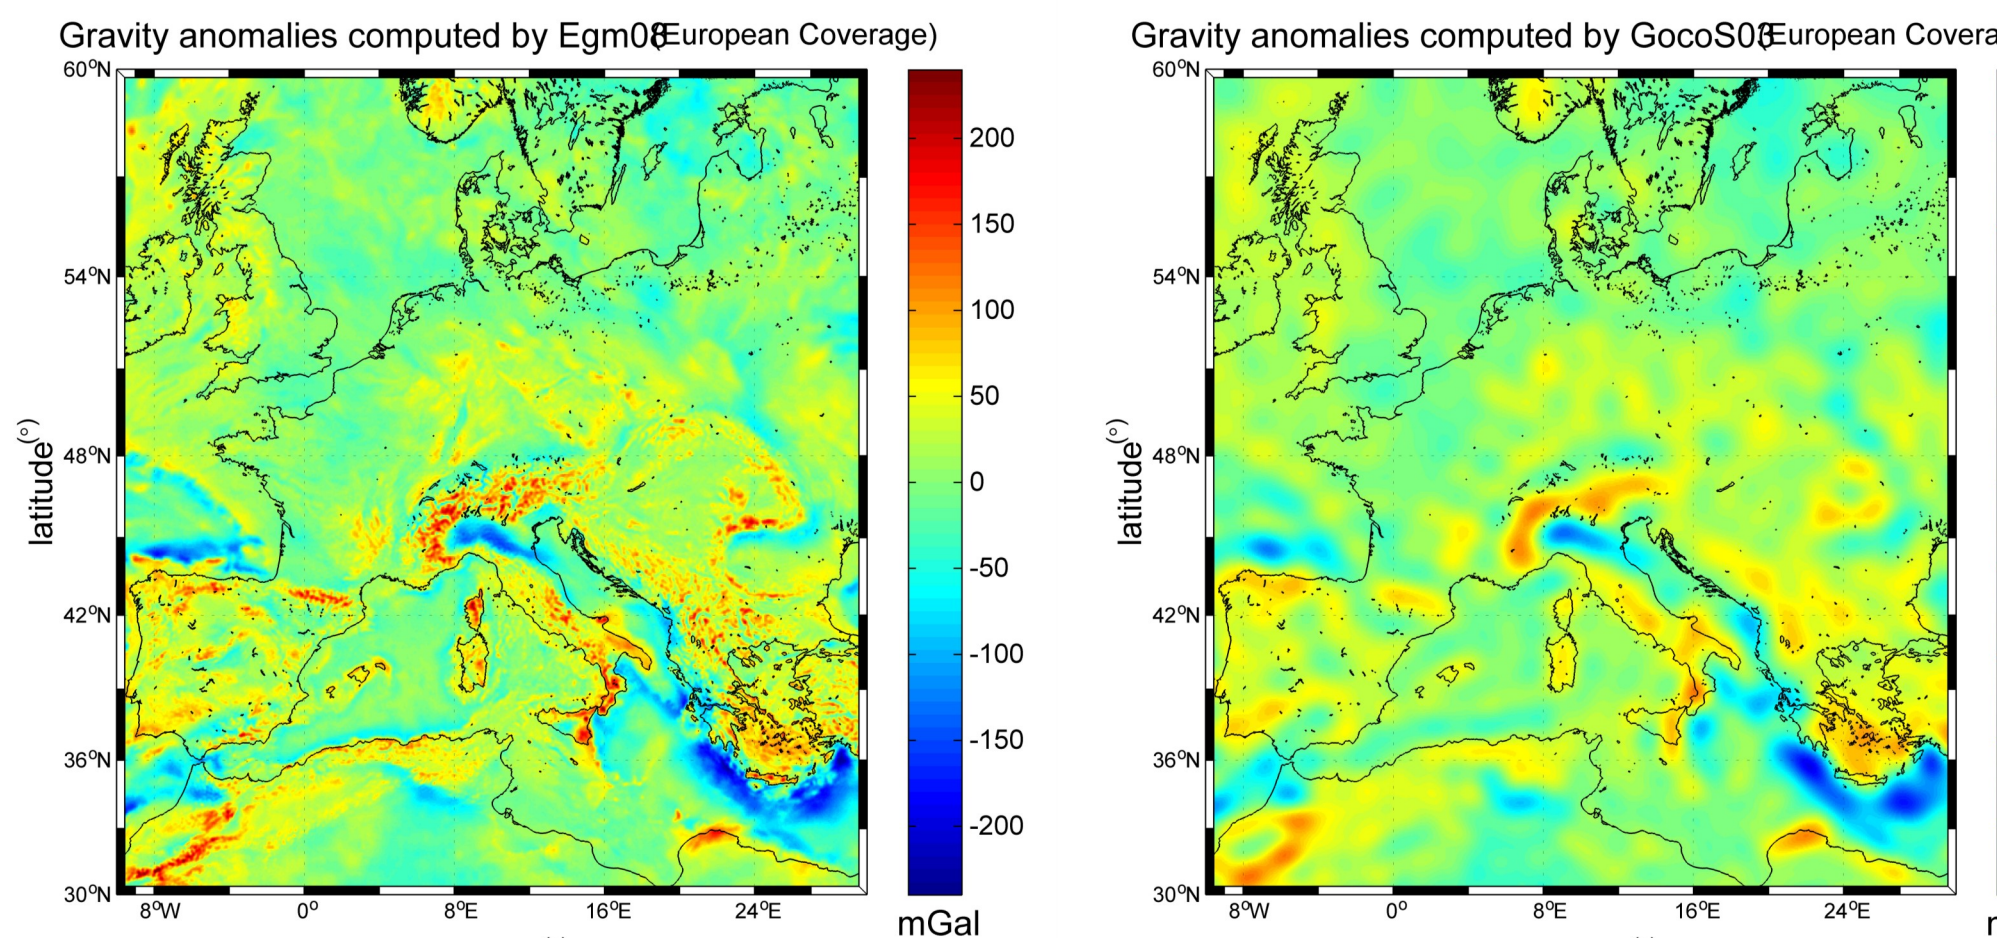 Gravity anomalies computed by Egm08 (European Coverage)
60°N
54°N
48°N
42°N
36°N
30°N
latitude(°)
8°W
0°
8°E
16°E
24°E
200
150
100
50
0
-50
-100
-150
-200
mGal
Gravity anomalies computed by GocoS03 (European Covera
60°N
54°N
48°N
42°N
36°N
30°N
latitude(°)
8°W
0°
8°E
16°E
24°E